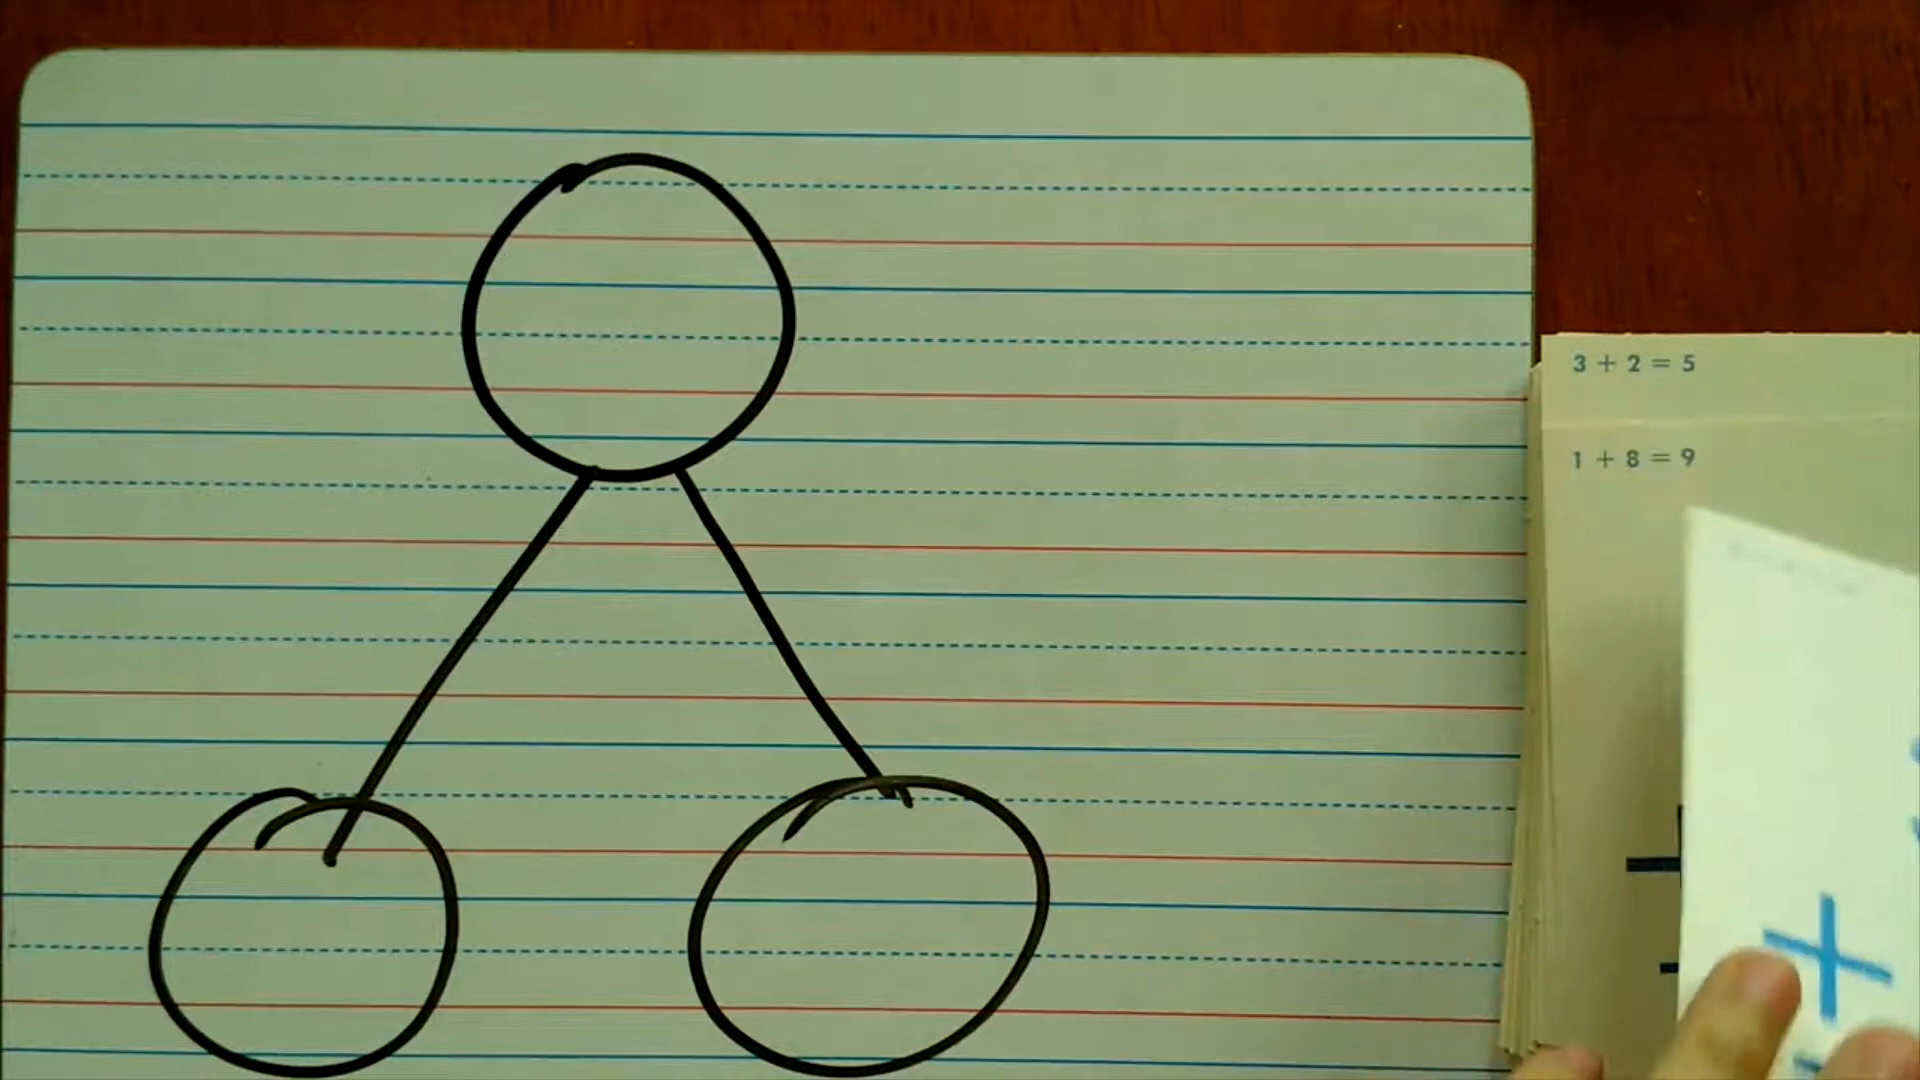 3 + 2 = 5
1 + 8 = 9
+